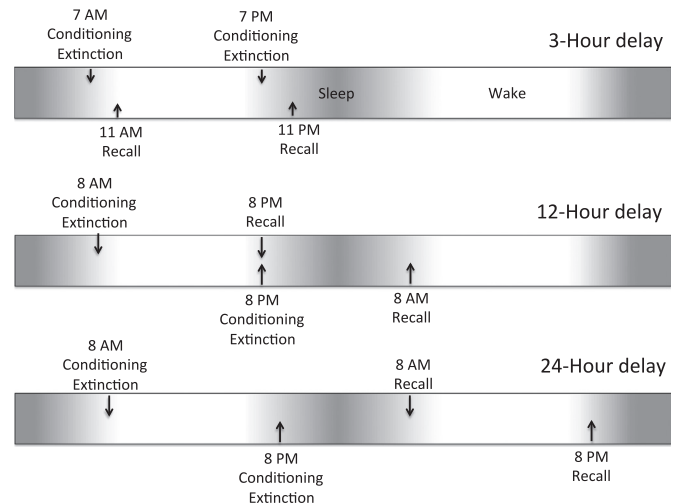 7 AM
Conditioning
Extinction
7 PM
Conditioning
Extinction
3-Hour delay
Sleep
Wake
11 AM
Recall
11 PM
Recall
8 AM
Conditioning
Extinction
8 PM
Recall
12-Hour delay
8 PM
Conditioning
Extinction
8 AM
Recall
8 AM
Conditioning
Extinction
8 AM
Recall
24-Hour delay
8 PM
Conditioning
Extinction
8 PM
Recall